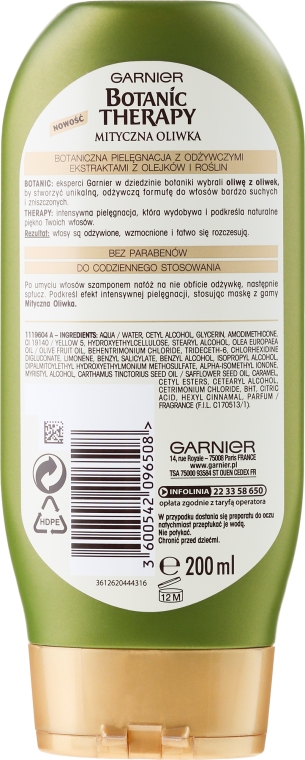 GARNIER
BOTANIC
THERAPY
NOWOŚĆ
MITYCZNA OLIWKA
BOTANICZNA PIELĘGNACJA Z ODŻYWCZYMI
EKSTRAKTAMI Z OLEJKÓW I ROŚLIN
BOTANIC: eksperci Garnier w dziedzinie botaniki wybrali oliwę z oliwek,
by stworzyć unikalną, odżywczą formułę do włosów bardzo suchych
i zniszczonych.
THERAPY: intensywna pielęgnacja, która wydobywa i podkreśla naturalne
piękno Twoich włosów.
Rezultat: włosy są odżywione, wzmocnione i łatwo się rozczesują.
BEZ PARABENÓW
DO CODZIENNEGO STOSOWANIA
Po umyciu włosów szamponem nałóż na nie obficie odżywkę, następnie
spłucz. Podkreśl efekt intensywnej pielęgnacji, stosując maskę z gamy
Mityczna Oliwka.
1119604 A - INGREDIENTS: AQUA / WATER, CETYL ALCOHOL, GLYCERIN, AMODIMETHICONE,
CI 19140 / YELLOW 5, HYDROXYETHYLCELLULOSE, STEARYL ALCOHOL, OLEA EUROPAEA
OIL / OLIVE FRUIT OIL, BEHENTRIMONIUM CHLORIDE, TRIDECETH-6, CHLORHEXIDINE
DIGLUCONATE, LIMONENE, BENZYL SALICYLATE, BENZYL ALCOHOL, ISOPROPYL ALCOHOL,
DIPALMITOYLETHYL HYDROXYETHYLMONIUM METHOSULFATE, ALPHA-ISOMETHYL IONONE,
MYRISTYL ALCOHOL, CARTHAMUS TINCTORIUS SEED OIL / SAFFLOWER SEED OIL, CARAMEL,
CETYL ESTERS, CETEARYL ALCOHOL,
CETRIMONIUM CHLORIDE, BHT, CITRIC
ACID, HEXYL CINNAMAL, PARFUM /
FRAGRANCE (F.I.L. C170513/1).
GARNIER
14, rue Royale - 75008 Paris FRANCE
www.garnier.pl
TSA 75000 93584 ST OUEN CEDEX FR
INFOLINIA 22 33 58 650
opłata zgodnie z taryfą operatora
W przypadku dostania się preparatu do oczu
natychmiast przepłukać je wodą.
Nie połykać.
Chronić przed dziećmi.
HDPE
3 600542 096508
3612620444316
e 200 ml
12 M